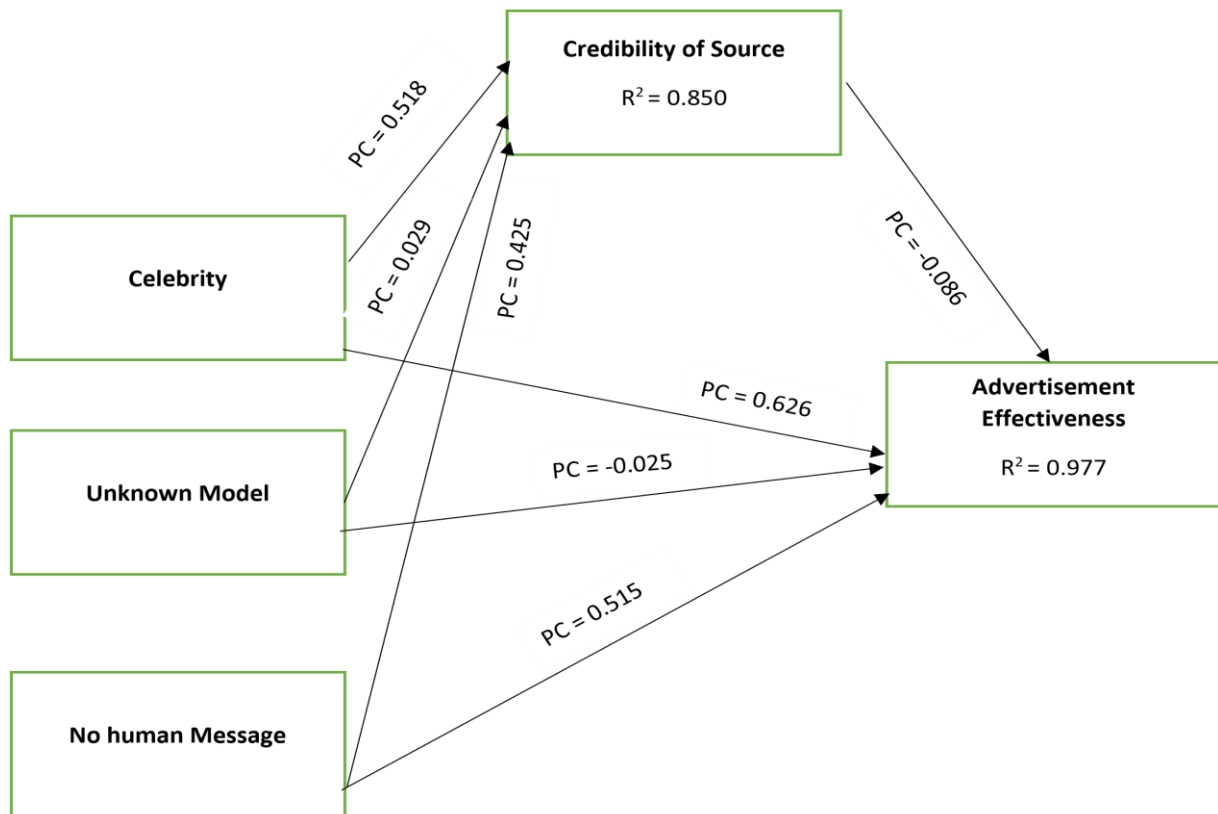 Credibility of Source
R² = 0.850
PC = 0.518
PC = 0.029
PC = 0.425
PC = -0.086
Celebrity
PC = 0.626
Advertisement
Effectiveness
R² = 0.977
PC = -0.025
Unknown Model
PC = 0.515
No human Message